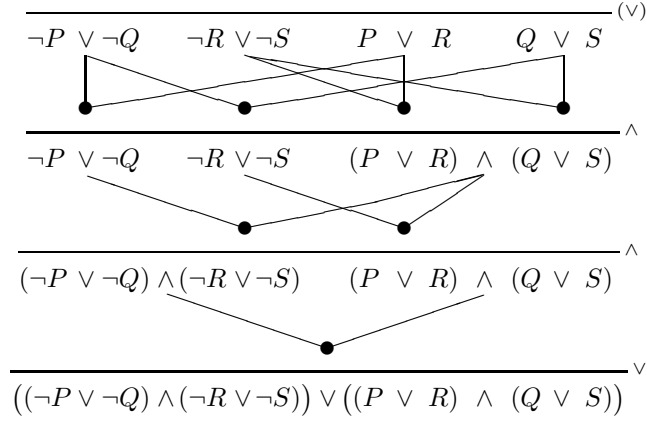 (∨)
¬P ∨ ¬Q ¬R ∨ ¬S P ∨ R Q ∨ S
∧
¬P ∨ ¬Q ¬R ∨ ¬S (P ∨ R) ∧ (Q ∨ S)
∧
(¬P ∨ ¬Q) ∧ (¬R ∨ ¬S) (P ∨ R) ∧ (Q ∨ S)
∨
((¬P ∨ ¬Q) ∧ (¬R ∨ ¬S)) ∨ ((P ∨ R) ∧ (Q ∨ S))